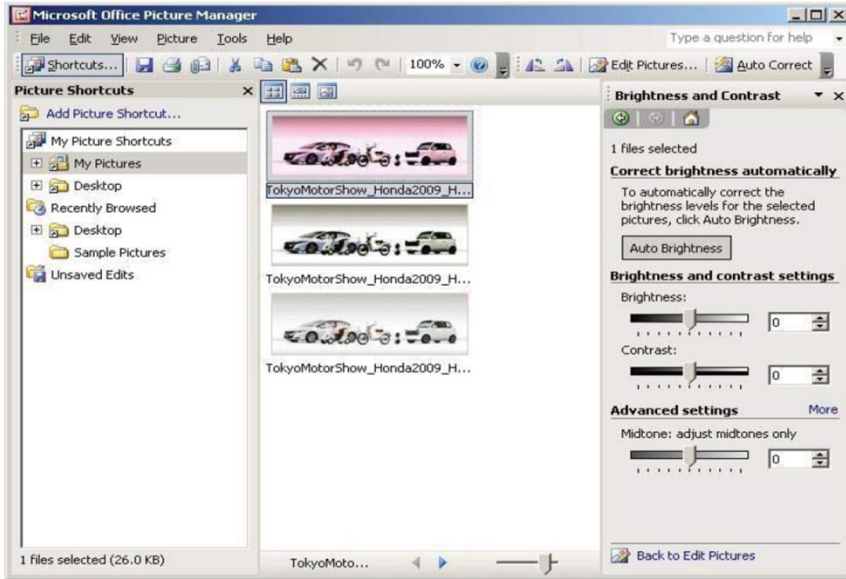 Microsoft Office Picture Manager
File Edit View Picture Tools Help Type a question for help
Shortcuts... 100% Edit Pictures... Auto Correct
Picture Shortcuts
Add Picture Shortcut...
My Picture Shortcuts
My Pictures
Desktop
Recently Browsed
Desktop
Sample Pictures
Unsaved Edits
1 files selected (26.0 KB)
TokyoMotorShow_Honda2009_H...
TokyoMotorShow_Honda2009_H...
TokyoMotorShow_Honda2009_H...
TokyoMoto...
Brightness and Contrast
1 files selected
Correct brightness automatically
To automatically correct the
brightness levels for the selected
pictures, click Auto Brightness.
Auto Brightness
Brightness and contrast settings
Brightness:
0
Contrast:
0
Advanced settings More
Midtone: adjust midtones only
0
Back to Edit Pictures